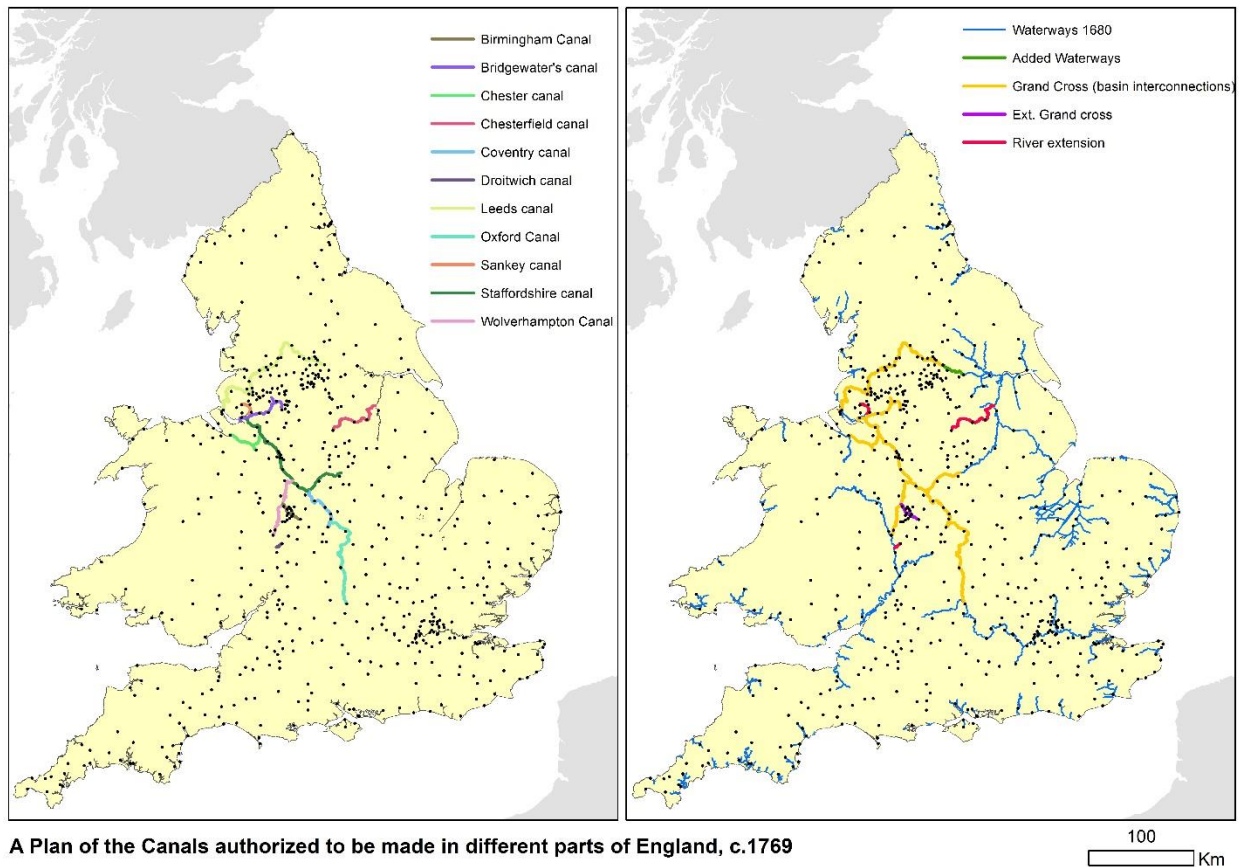 Birmingham Canal
Bridgewater's canal
Chester canal
Chesterfield canal
Coventry canal
Droitwich canal
Leeds canal
Oxford Canal
Sankey canal
Staffordshire canal
Wolverhampton Canal
Waterways 1680
Added Waterways
Grand Cross (basin interconnections)
Ext. Grand cross
River extension
A Plan of the Canals authorized to be made in different parts of England, c.1769
100
Km